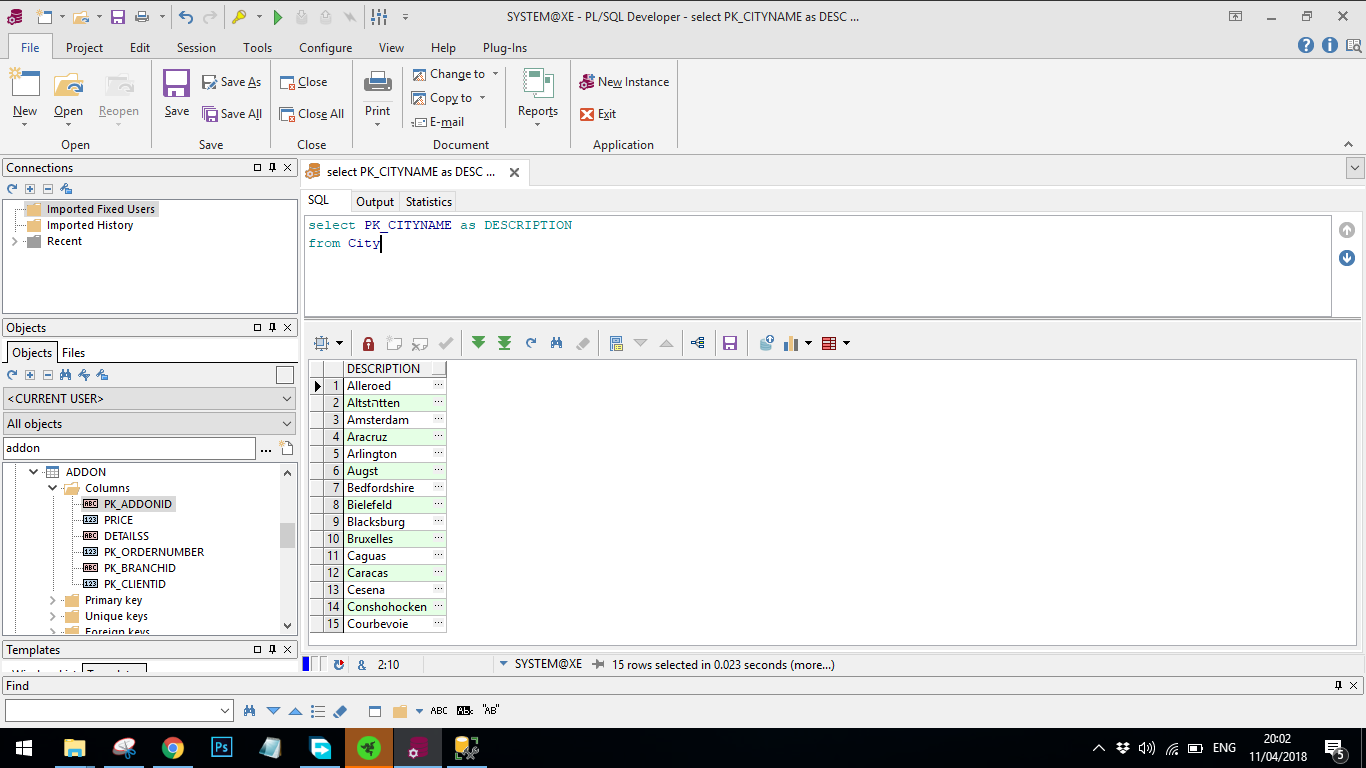 SYSTEM@XE - PL/SQL Developer - select PK_CITYNAME as DESC ...
File Project Edit Session Tools Configure View Help Plug-Ins
New Open Reopen
Save Save As Save All
Close Close All
Print Change to Copy to E-mail Reports
New Instance Exit
Open Save Close Document Application
Connections
Imported Fixed Users
Imported History
Recent
Objects
Objects Files
<CURRENT USER>
All objects
addon
ADDON
Columns
PK_ADDONID
PRICE
DETAILSS
PK_ORDERNUMBER
PK_BRANCHID
PK_CLIENTID
Primary key
Unique keys
Foreign keys
Templates
select PK_CITYNAME as DESC ...
SQL Output Statistics
select PK_CITYNAME as DESCRIPTION
from City
DESCRIPTION
1 Alleroed
2 Altstהtten
3 Amsterdam
4 Aracruz
5 Arlington
6 Augst
7 Bedfordshire
8 Bielefeld
9 Blacksburg
10 Bruxelles
11 Caguas
12 Caracas
13 Cesena
14 Conshohocken
15 Courbevoie
& 2:10 SYSTEM@XE 15 rows selected in 0.023 seconds (more...)
Find
ABC AB "AB"
Ps
ENG
20:02
11/04/2018
5